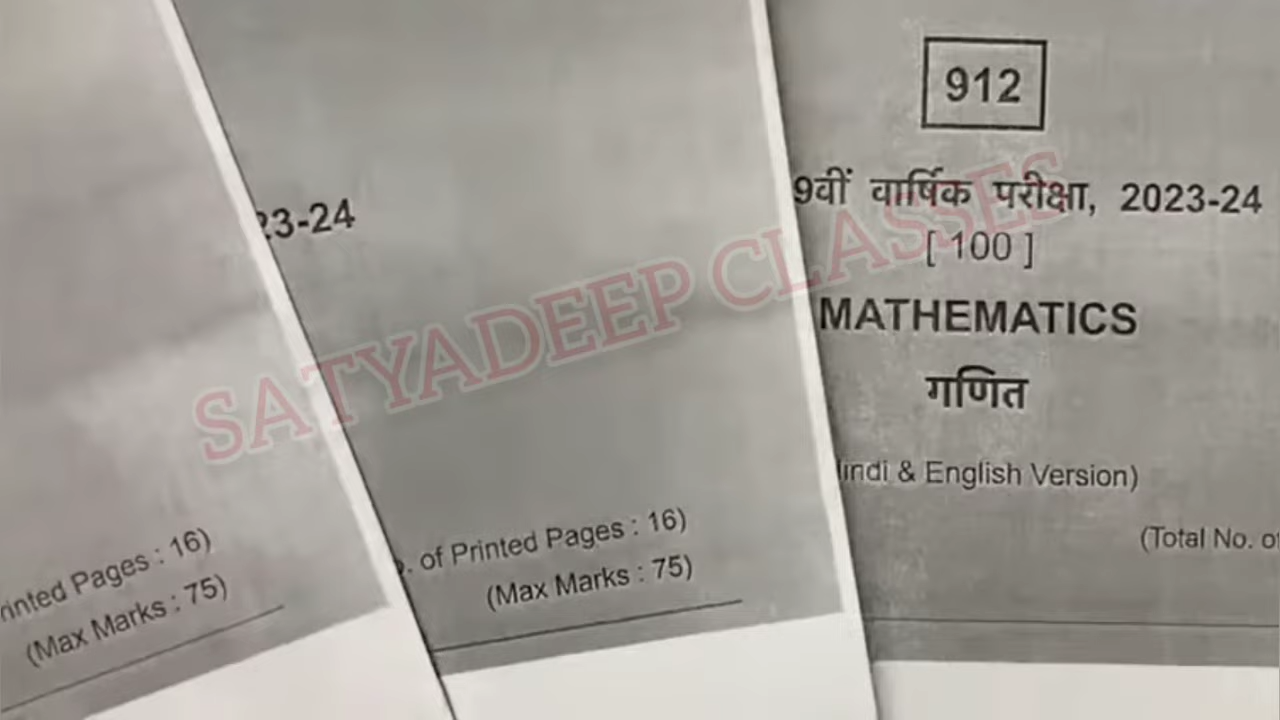 23-24
rinted Pages : 16)
(Max Marks : 75)
. of Printed Pages : 16)
(Max Marks : 75)
912
9वीं वार्षिक परीक्षा, 2023-24
[ 100 ]
MATHEMATICS
गणित
indi & English Version)
(Total No. of
SATYADEEP CLASSES